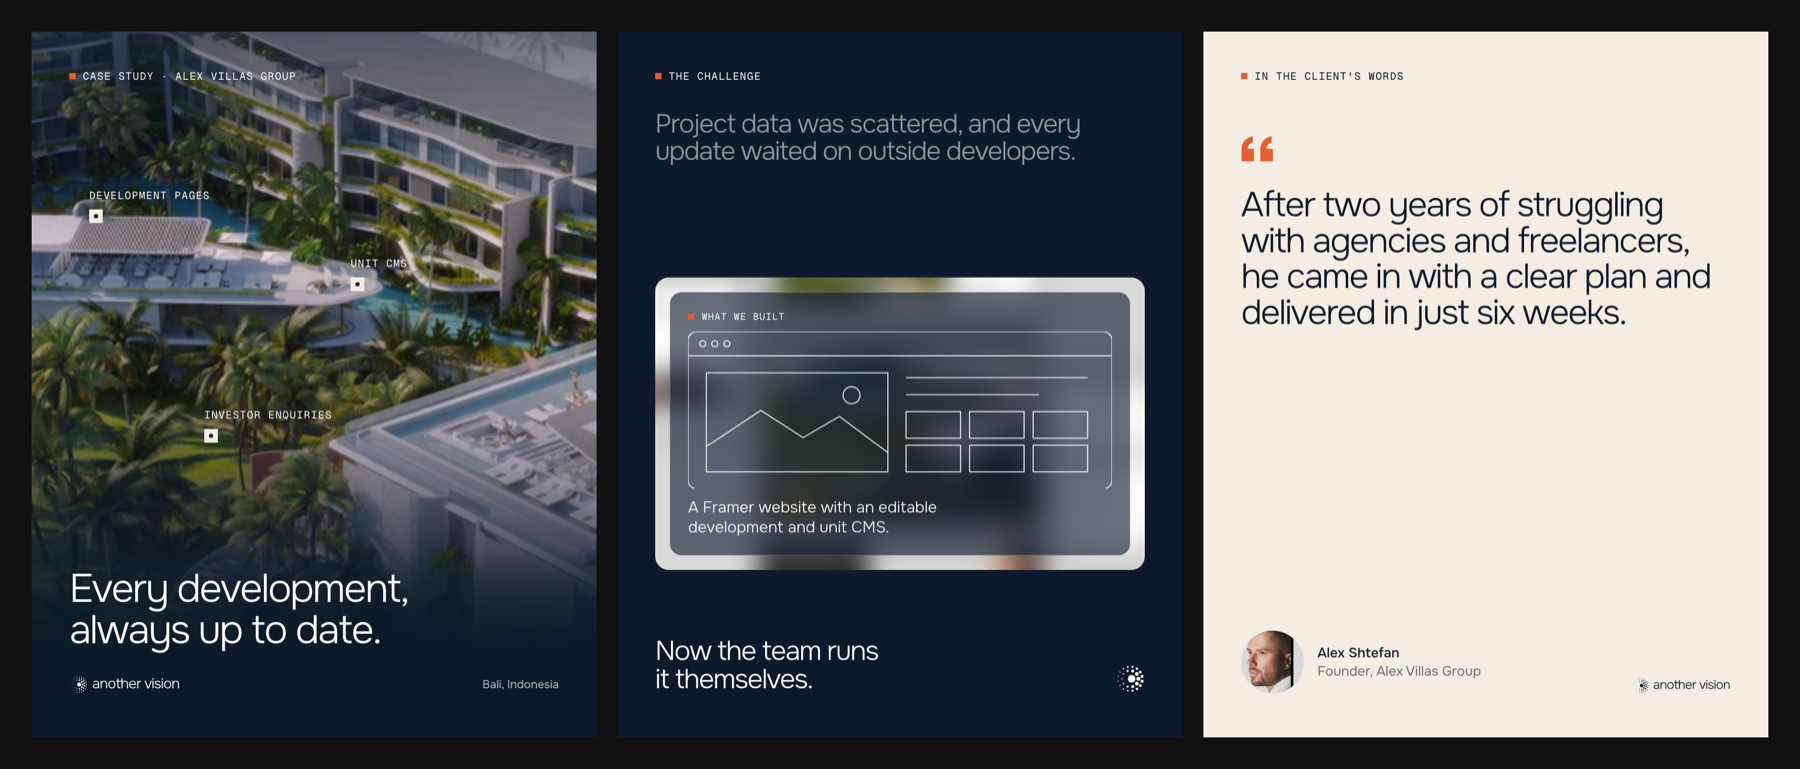 CASE STUDY · ALEX VILLAS GROUP
DEVELOPMENT PAGES
UNIT CMS
INVESTOR ENQUIRIES
Every development,
always up to date.
another vision
Bali, Indonesia
THE CHALLENGE
Project data was scattered, and every
update waited on outside developers.
WHAT WE BUILT
A Framer website with an editable
development and unit CMS.
Now the team runs
it themselves.
IN THE CLIENT'S WORDS
“
After two years of struggling
with agencies and freelancers,
he came in with a clear plan and
delivered in just six weeks.
Alex Shtefan
Founder, Alex Villas Group
another vision